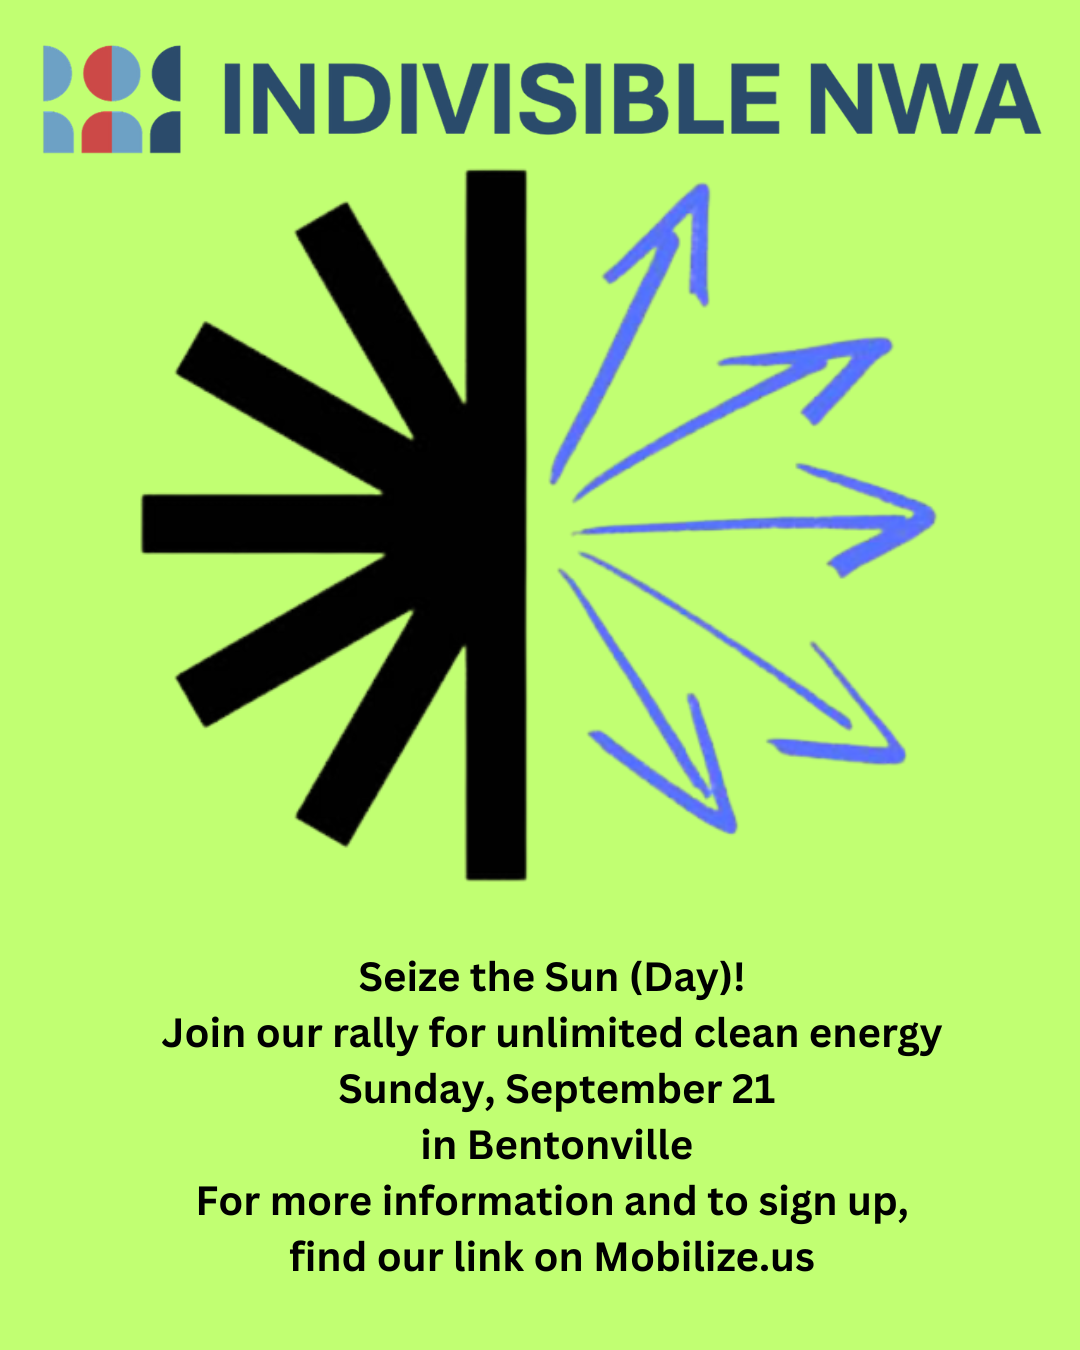 INDIVISIBLE NWA
Seize the Sun (Day)!
Join our rally for unlimited clean energy
Sunday, September 21
in Bentonville
For more information and to sign up,
find our link on Mobilize.us